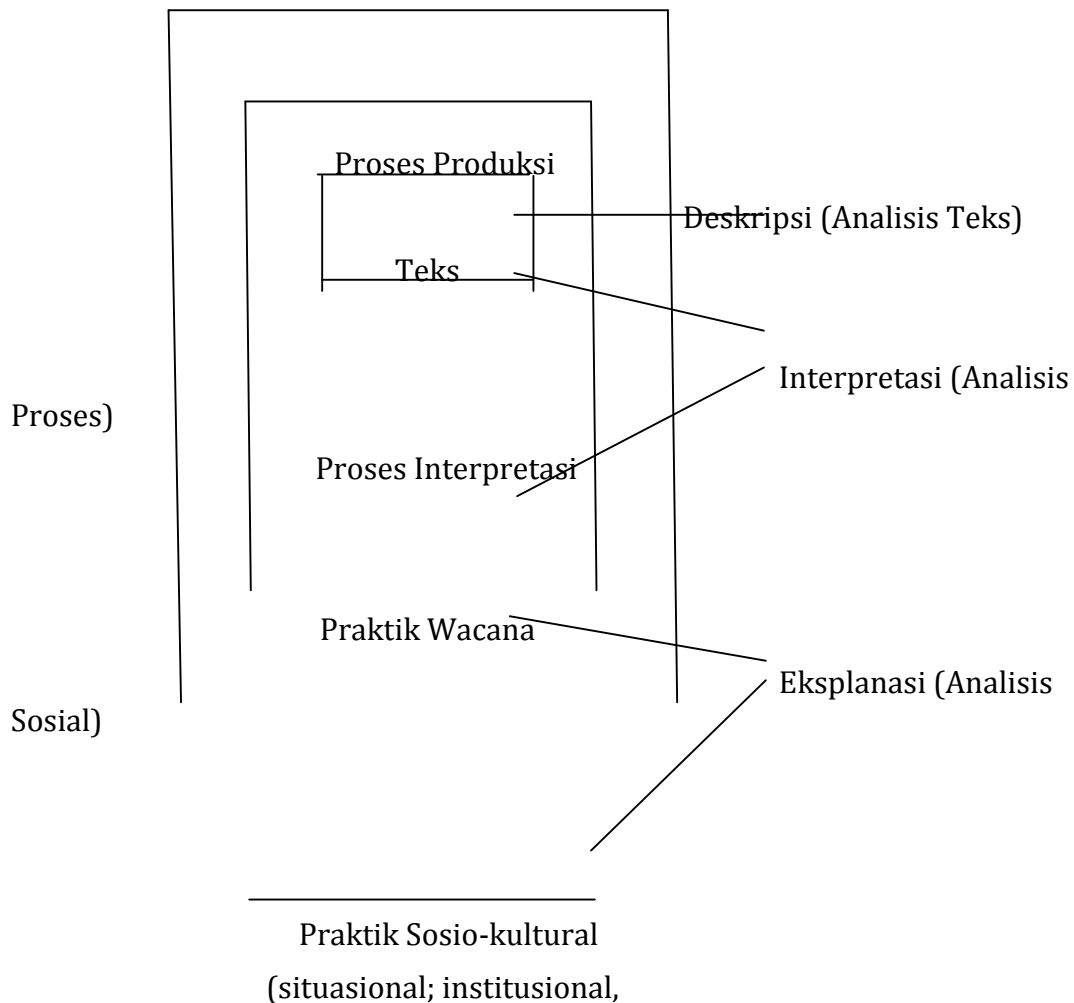 Proses Produksi
Deskripsi (Analisis Teks)
Teks
Interpretasi (Analisis
Proses)
Proses Interpretasi
Praktik Wacana
Eksplanasi (Analisis
Sosial)
Praktik Sosio-kultural
(situasional; institusional,